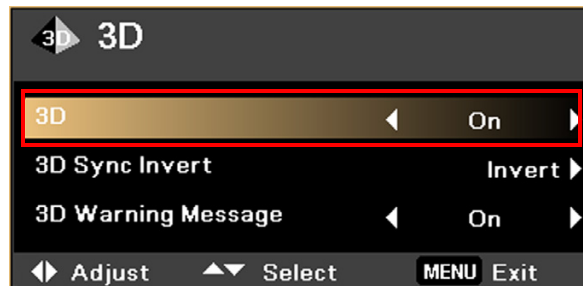 3D 3D
3D On
3D Sync Invert Invert
3D Warning Message On
Adjust Select MENU Exit